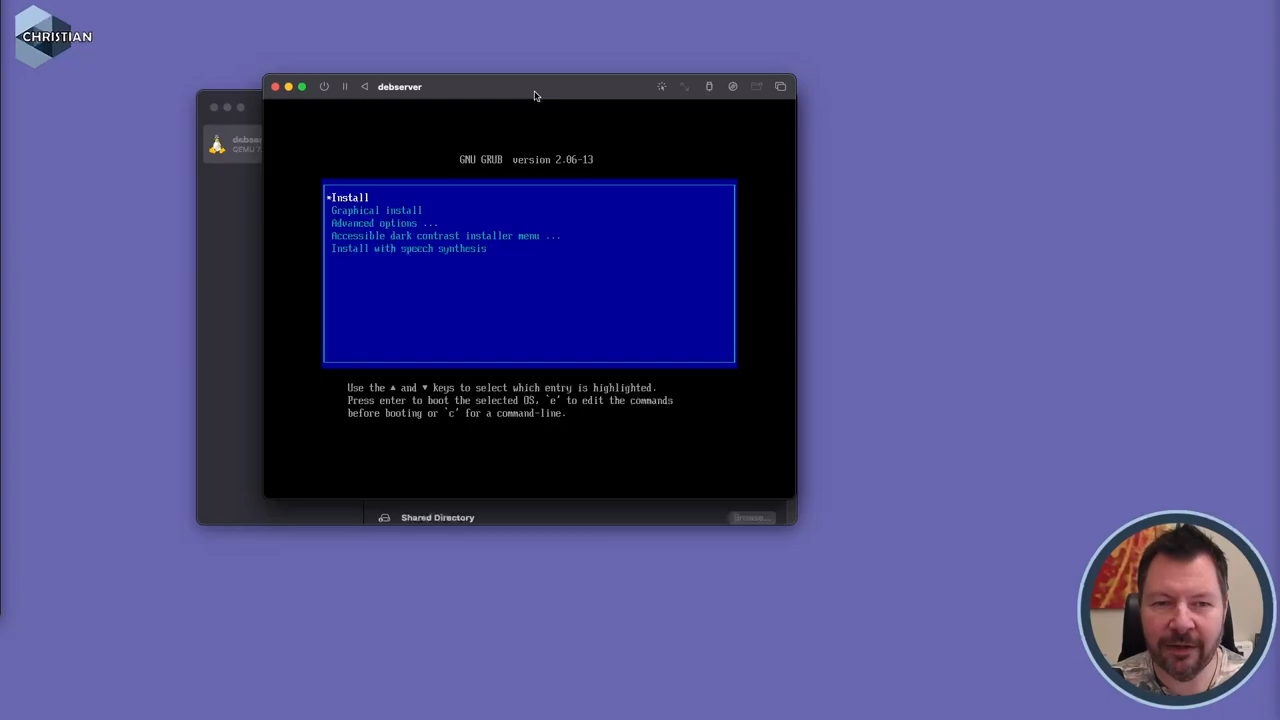 CHRISTIAN
debserver
GNU GRUB version 2.06-13
*Install
Graphical install
Advanced options ...
Accessible dark contrast installer menu ...
Install with speech synthesis
Use the ▲ and ▼ keys to select which entry is highlighted.
Press enter to boot the selected OS, `e' to edit the commands
before booting or `c' for a command-line.
Shared Directory
Browse...